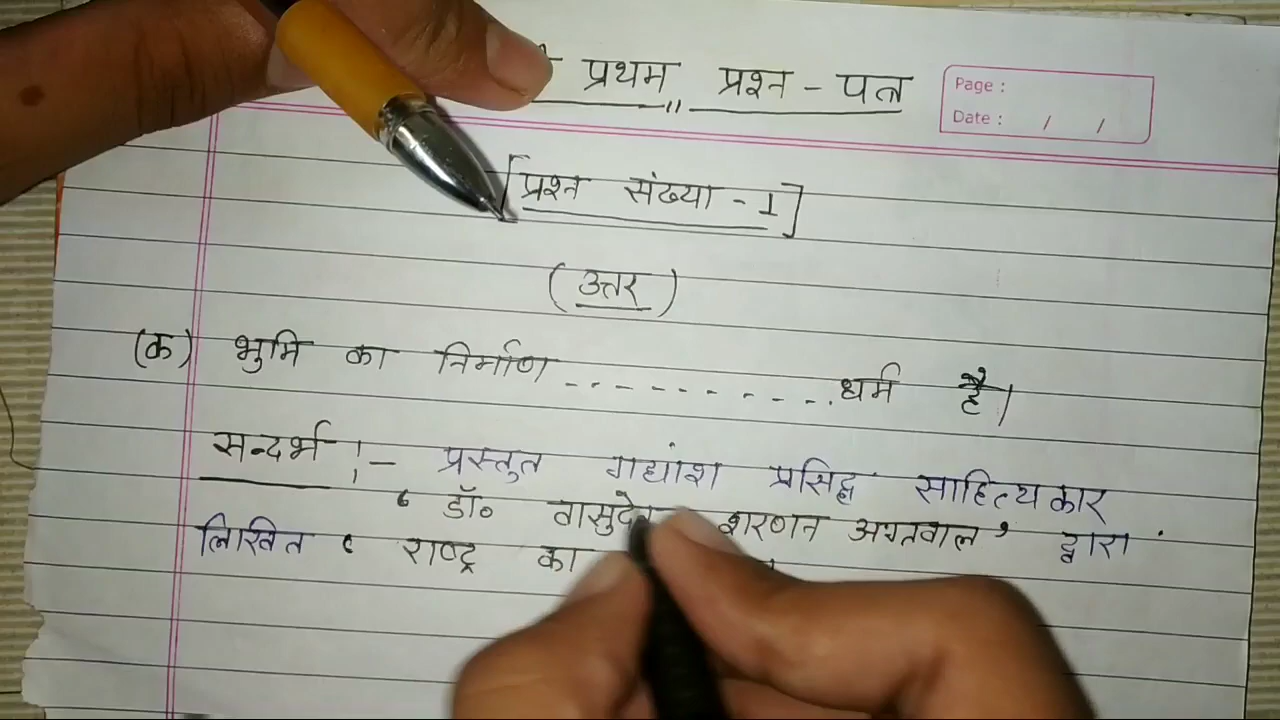 प्रथम प्रश्न - पत्र
Page :
Date : / /
[प्रश्न संख्या - 1]
(उत्तर)
(क) भुमि का निर्माण - - - - - - - - - - धर्म है।
सन्दर्भ :- प्रस्तुत गद्यांश प्रसिद्ध साहित्यकार
‘ डॉ० शरणन अग्रवाल ’ द्वारा
लिखित ‘ राष्ट्र का